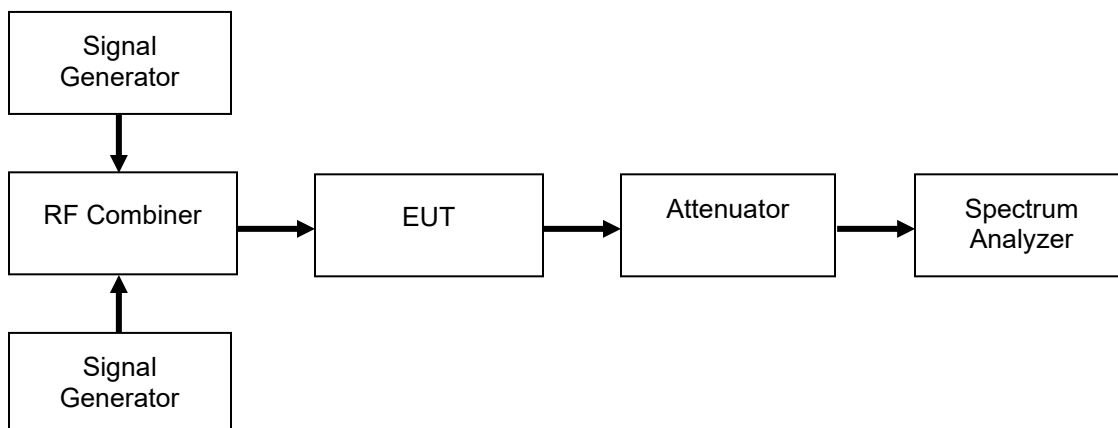 Signal
Generator
RF Combiner
EUT
Attenuator
Spectrum
Analyzer
Signal
Generator